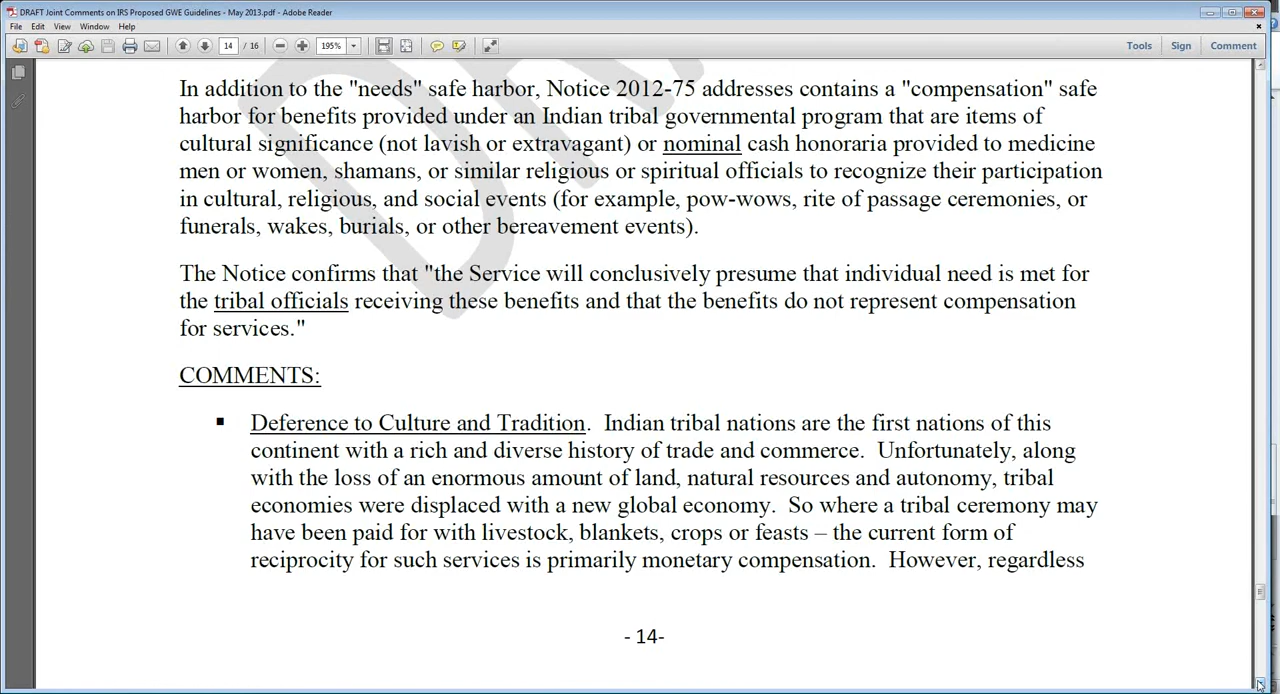 DRAFT Joint Comments on IRS Proposed GWE Guidelines - May 2013.pdf - Adobe Reader
File Edit View Window Help
14 / 16 195% Tools Sign Comment
In addition to the "needs" safe harbor, Notice 2012-75 addresses contains a "compensation" safe
harbor for benefits provided under an Indian tribal governmental program that are items of
cultural significance (not lavish or extravagant) or nominal cash honoraria provided to medicine
men or women, shamans, or similar religious or spiritual officials to recognize their participation
in cultural, religious, and social events (for example, pow-wows, rite of passage ceremonies, or
funerals, wakes, burials, or other bereavement events).
The Notice confirms that "the Service will conclusively presume that individual need is met for
the tribal officials receiving these benefits and that the benefits do not represent compensation
for services."
COMMENTS:
▪ Deference to Culture and Tradition. Indian tribal nations are the first nations of this
continent with a rich and diverse history of trade and commerce. Unfortunately, along
with the loss of an enormous amount of land, natural resources and autonomy, tribal
economies were displaced with a new global economy. So where a tribal ceremony may
have been paid for with livestock, blankets, crops or feasts – the current form of
reciprocity for such services is primarily monetary compensation. However, regardless
- 14-